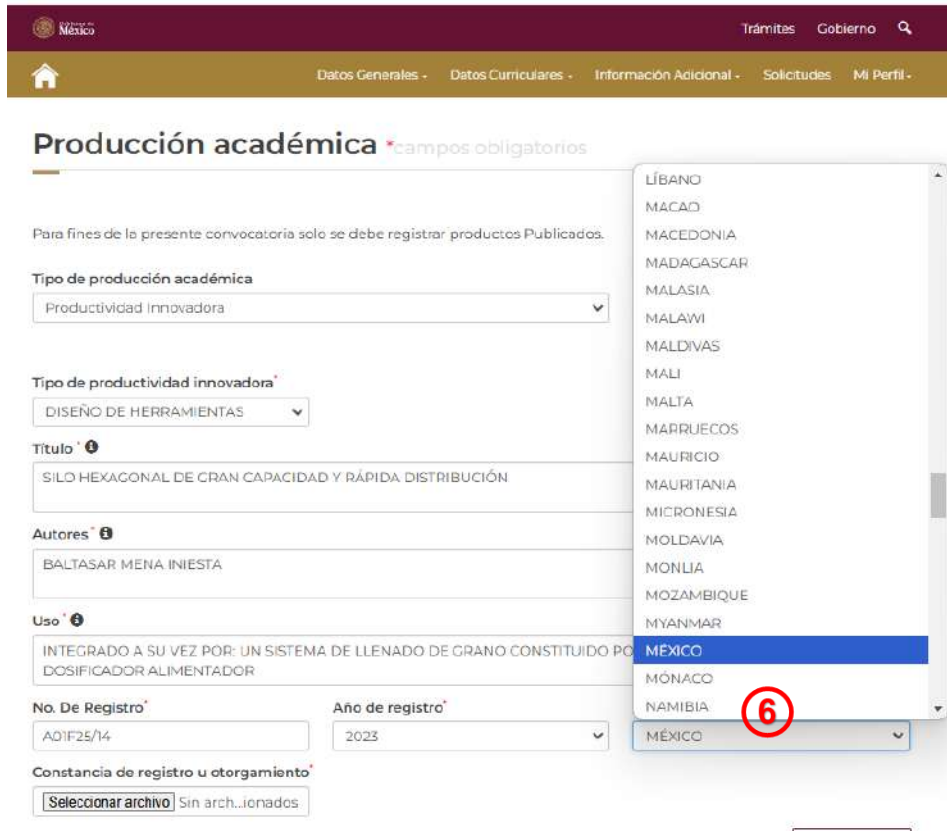 Gobierno de
México
Trámites Gobierno
Datos Generales Datos Curriculares Información Adicional Solicitudes Mi Perfil
Producción académica *campos obligatorios
Para fines de la presente convocatoria solo se debe registrar productos Publicados.
Tipo de producción académica
Productividad Innovadora
Tipo de productividad innovadora*
DISEÑO DE HERRAMIENTAS
Título *
SILO HEXAGONAL DE GRAN CAPACIDAD Y RÁPIDA DISTRIBUCIÓN
Autores *
BALTASAR MENA INIESTA
Uso *
INTEGRADO A SU VEZ POR: UN SISTEMA DE LLENADO DE GRANO CONSTITUIDO PO
DOSIFICADOR ALIMENTADOR
No. De Registro*
A01F25/14
Año de registro*
2023
LÍBANO
MACAO
MACEDONIA
MADAGASCAR
MALASIA
MALAWI
MALDIVAS
MALI
MALTA
MARRUECOS
MAURICIO
MAURITANIA
MICRONESIA
MOLDAVIA
MONLIA
MOZAMBIQUE
MYANMAR
MÉXICO
MÓNACO
NAMIBIA
6
MÉXICO
Constancia de registro u otorgamiento*
Seleccionar archivo Sin arch...ionados